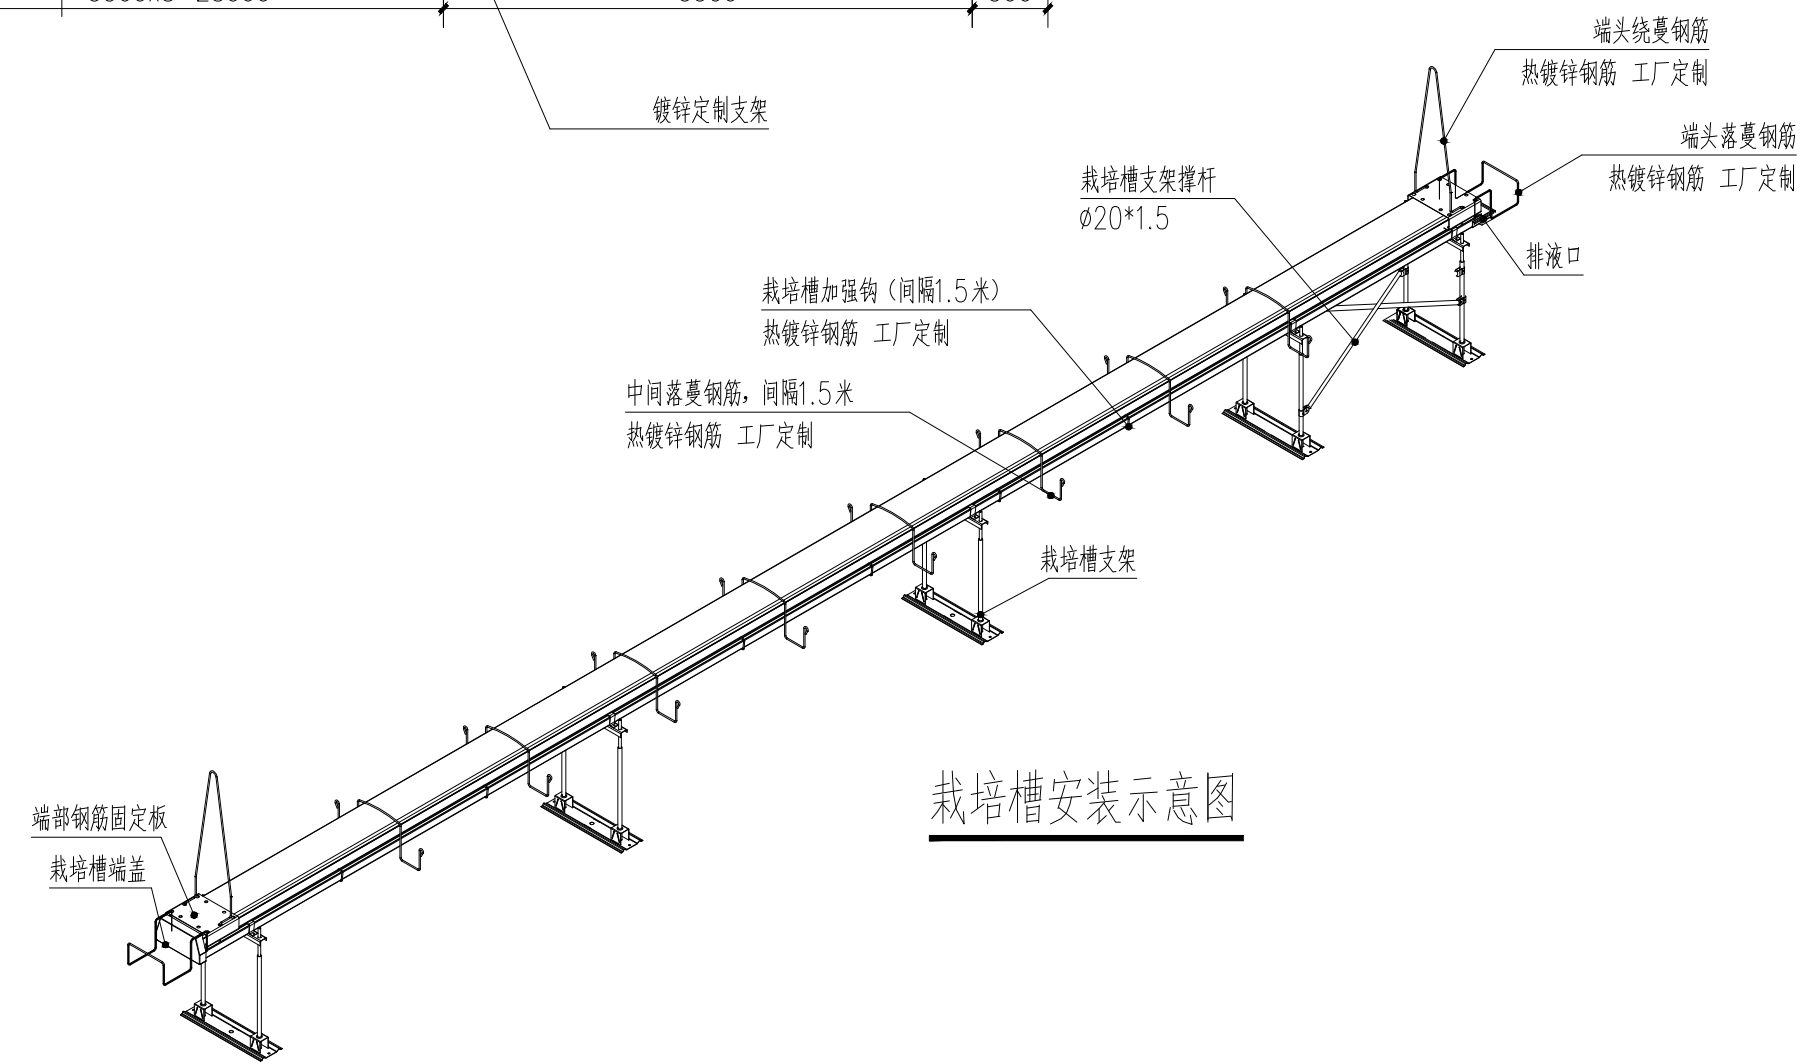 镀锌定制支架
端头绕蔓钢筋
热镀锌钢筋 工厂定制
端头落蔓钢筋
热镀锌钢筋 工厂定制
栽培槽支架撑杆
ø20*1.5
排液口
栽培槽加强钩（间隔1.5米）
热镀锌钢筋 工厂定制
中间落蔓钢筋，间隔1.5米
热镀锌钢筋 工厂定制
栽培槽支架
栽培槽安装示意图
端部钢筋固定板
栽培槽端盖